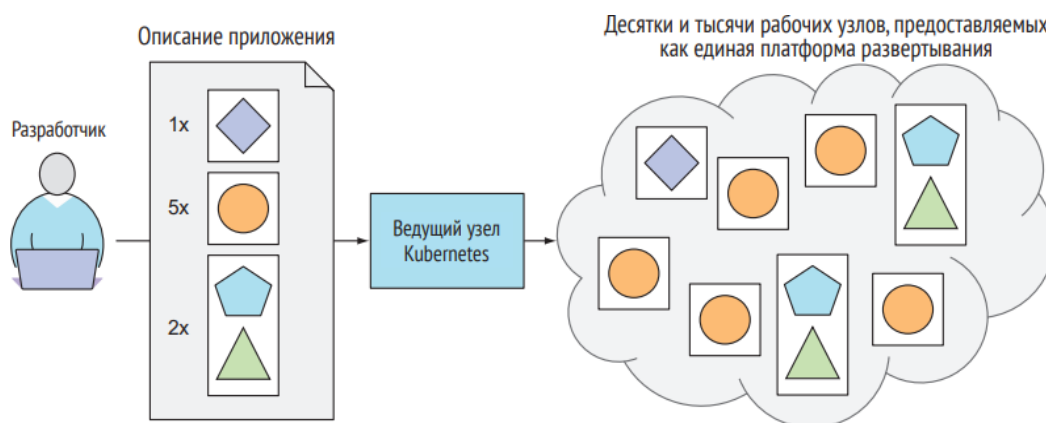 Описание приложения
Десятки и тысячи рабочих узлов, предоставляемых
как единая платформа развертывания
Разработчик
1x
5x
2x
Ведущий узел
Kubernetes